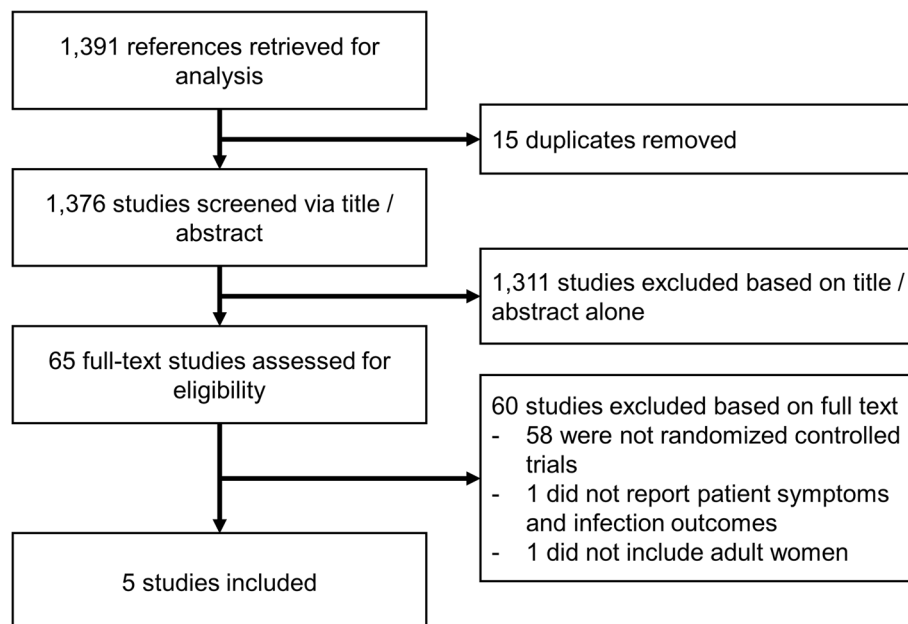 1,391 references retrieved for
analysis
15 duplicates removed
1,376 studies screened via title /
abstract
1,311 studies excluded based on title /
abstract alone
65 full-text studies assessed for
eligibility
60 studies excluded based on full text
- 58 were not randomized controlled
trials
- 1 did not report patient symptoms
and infection outcomes
- 1 did not include adult women
5 studies included